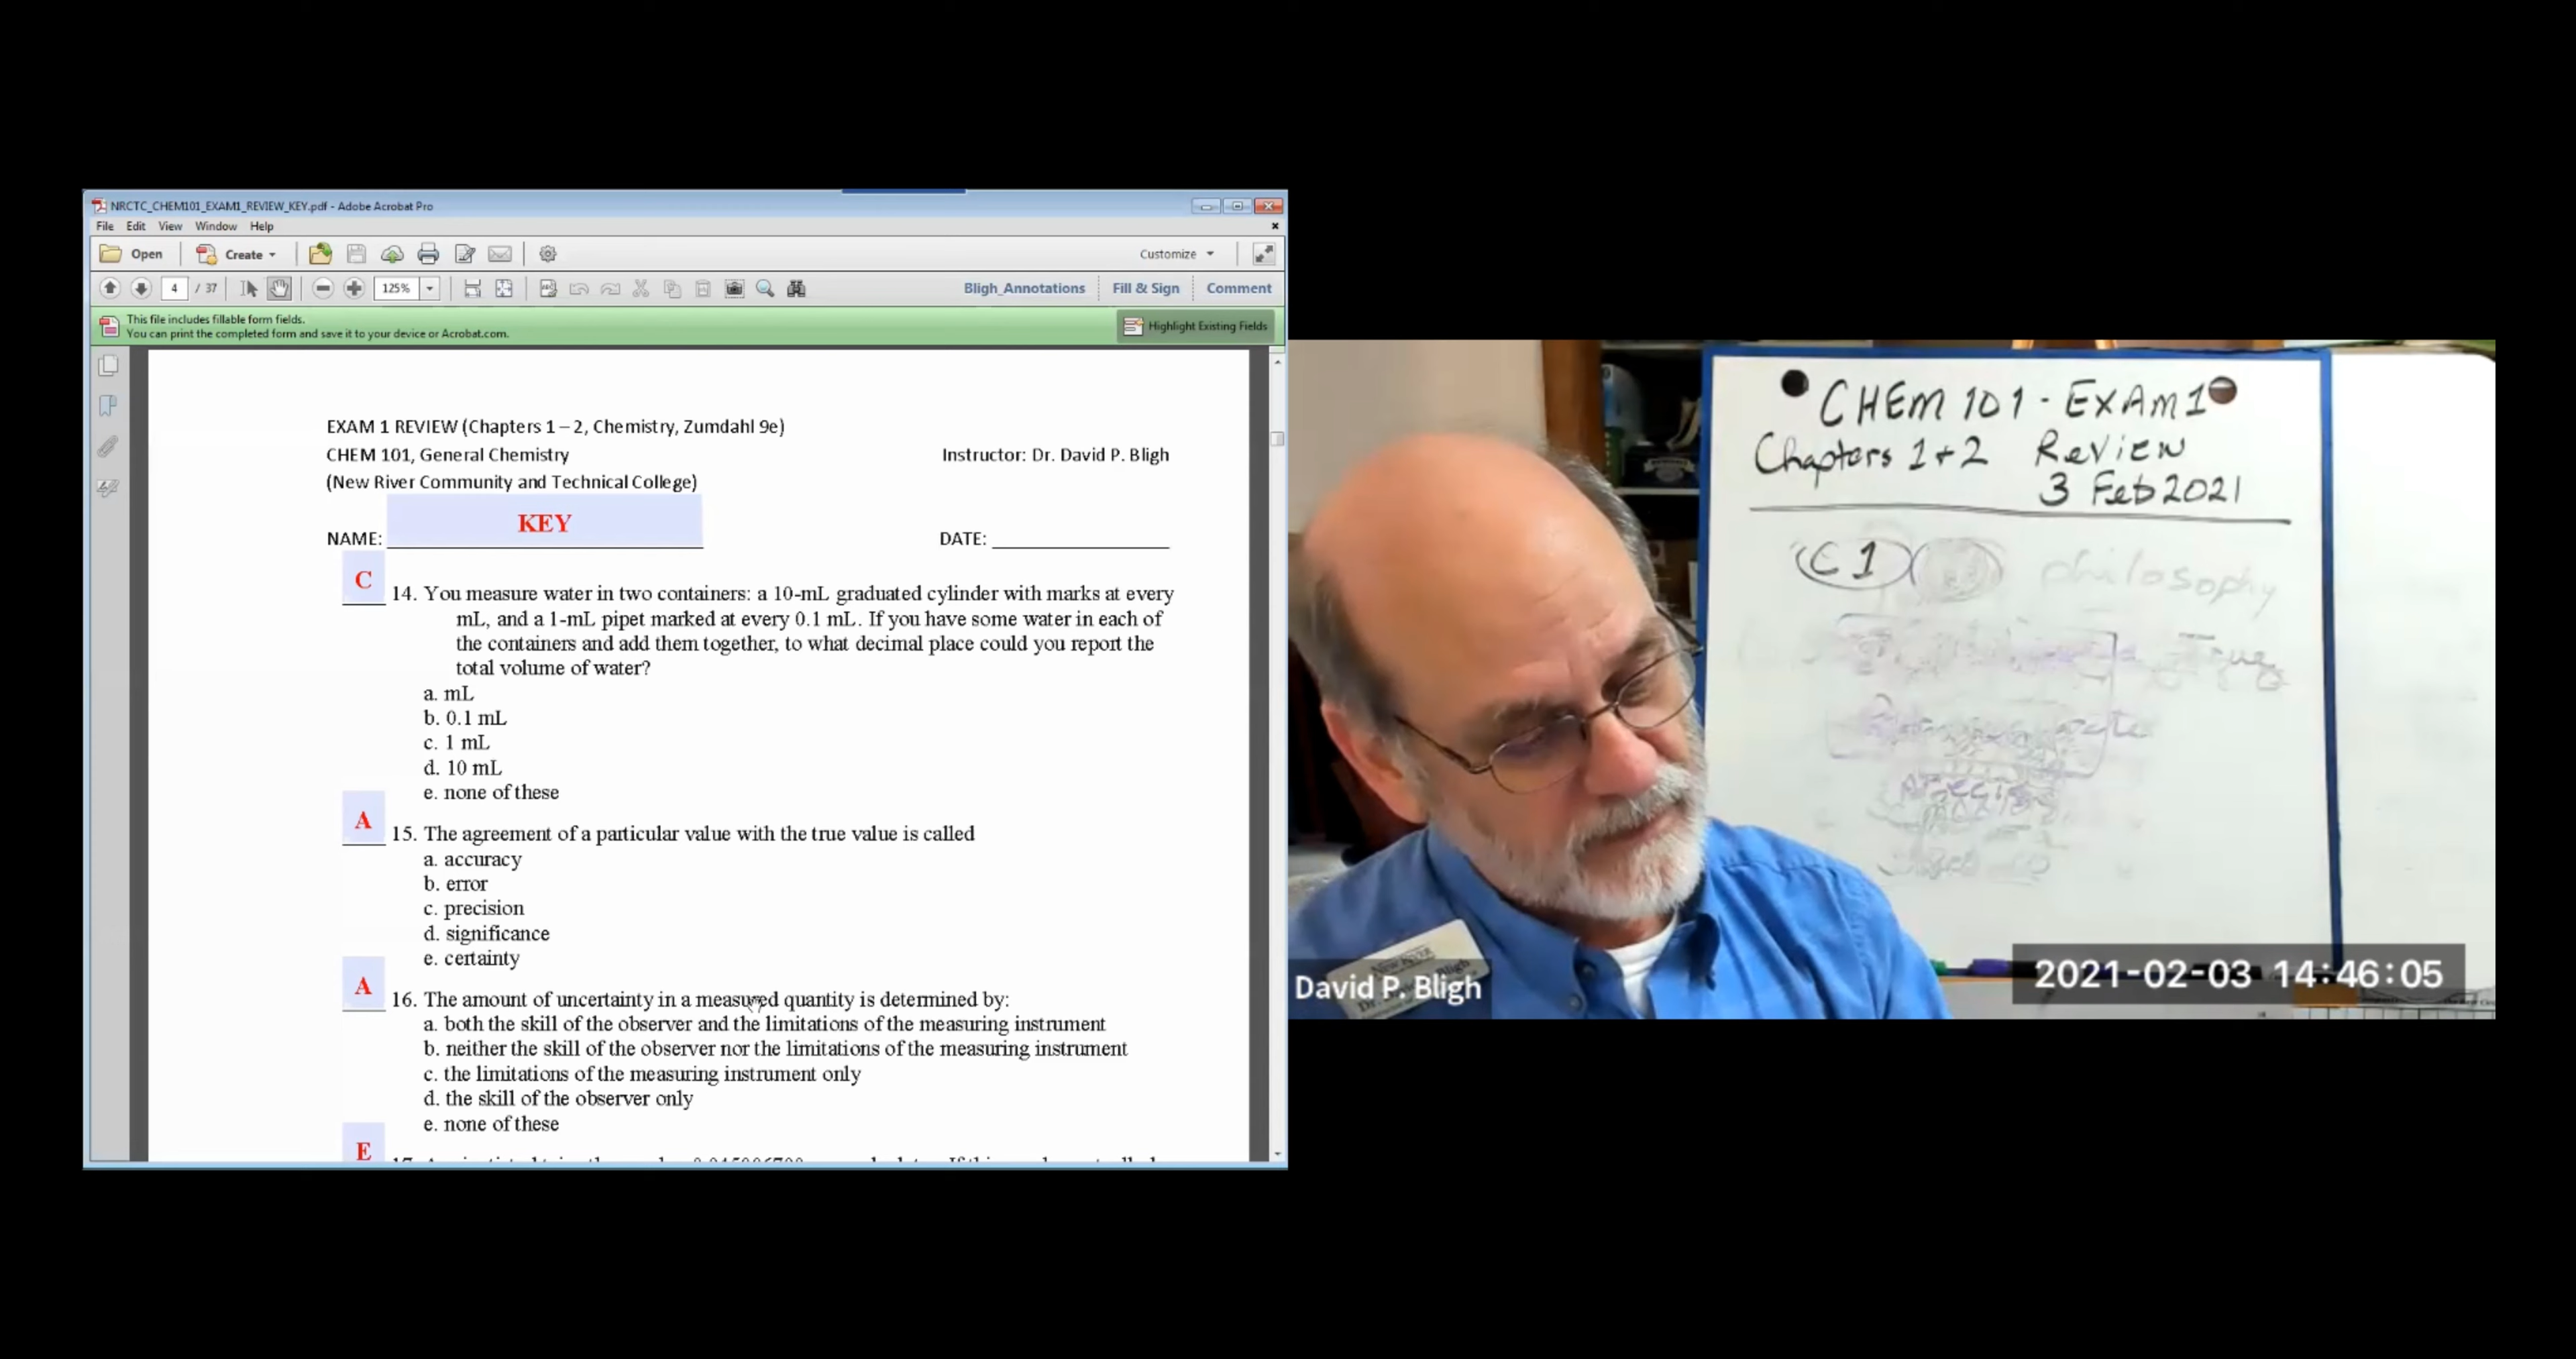 NRCTC_CHEM101_EXAM1_REVIEW_KEY.pdf - Adobe Acrobat Pro
File Edit View Window Help
Open Create Customize
4 / 37 125% Bligh_Annotations Fill & Sign Comment
This file includes fillable form fields.
You can print the completed form and save it to your device or Acrobat.com.
Highlight Existing Fields
EXAM 1 REVIEW (Chapters 1 – 2, Chemistry, Zumdahl 9e)
CHEM 101, General Chemistry Instructor: Dr. David P. Bligh
(New River Community and Technical College)
NAME: KEY DATE:
C 14. You measure water in two containers: a 10-mL graduated cylinder with marks at every
mL, and a 1-mL pipet marked at every 0.1 mL. If you have some water in each of
the containers and add them together, to what decimal place could you report the
total volume of water?
a. mL
b. 0.1 mL
c. 1 mL
d. 10 mL
e. none of these
A 15. The agreement of a particular value with the true value is called
a. accuracy
b. error
c. precision
d. significance
e. certainty
A 16. The amount of uncertainty in a measured quantity is determined by:
a. both the skill of the observer and the limitations of the measuring instrument
b. neither the skill of the observer nor the limitations of the measuring instrument
c. the limitations of the measuring instrument only
d. the skill of the observer only
e. none of these
E
CHEM 101 - EXAM 1
Chapters 1 + 2 Review
3 Feb 2021
C 1 philosophy
True
New River
Bligh
David P. Bligh
2021-02-03 14:46:05